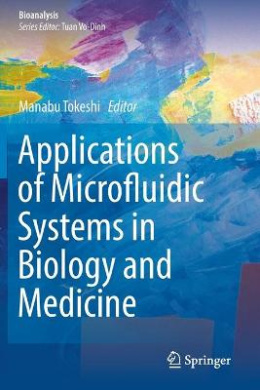 Bioanalysis
Series Editor: Tuan Vo-Dinh
Manabu Tokeshi Editor
Applications
of Microfluidic
Systems in
Biology and
Medicine
Springer